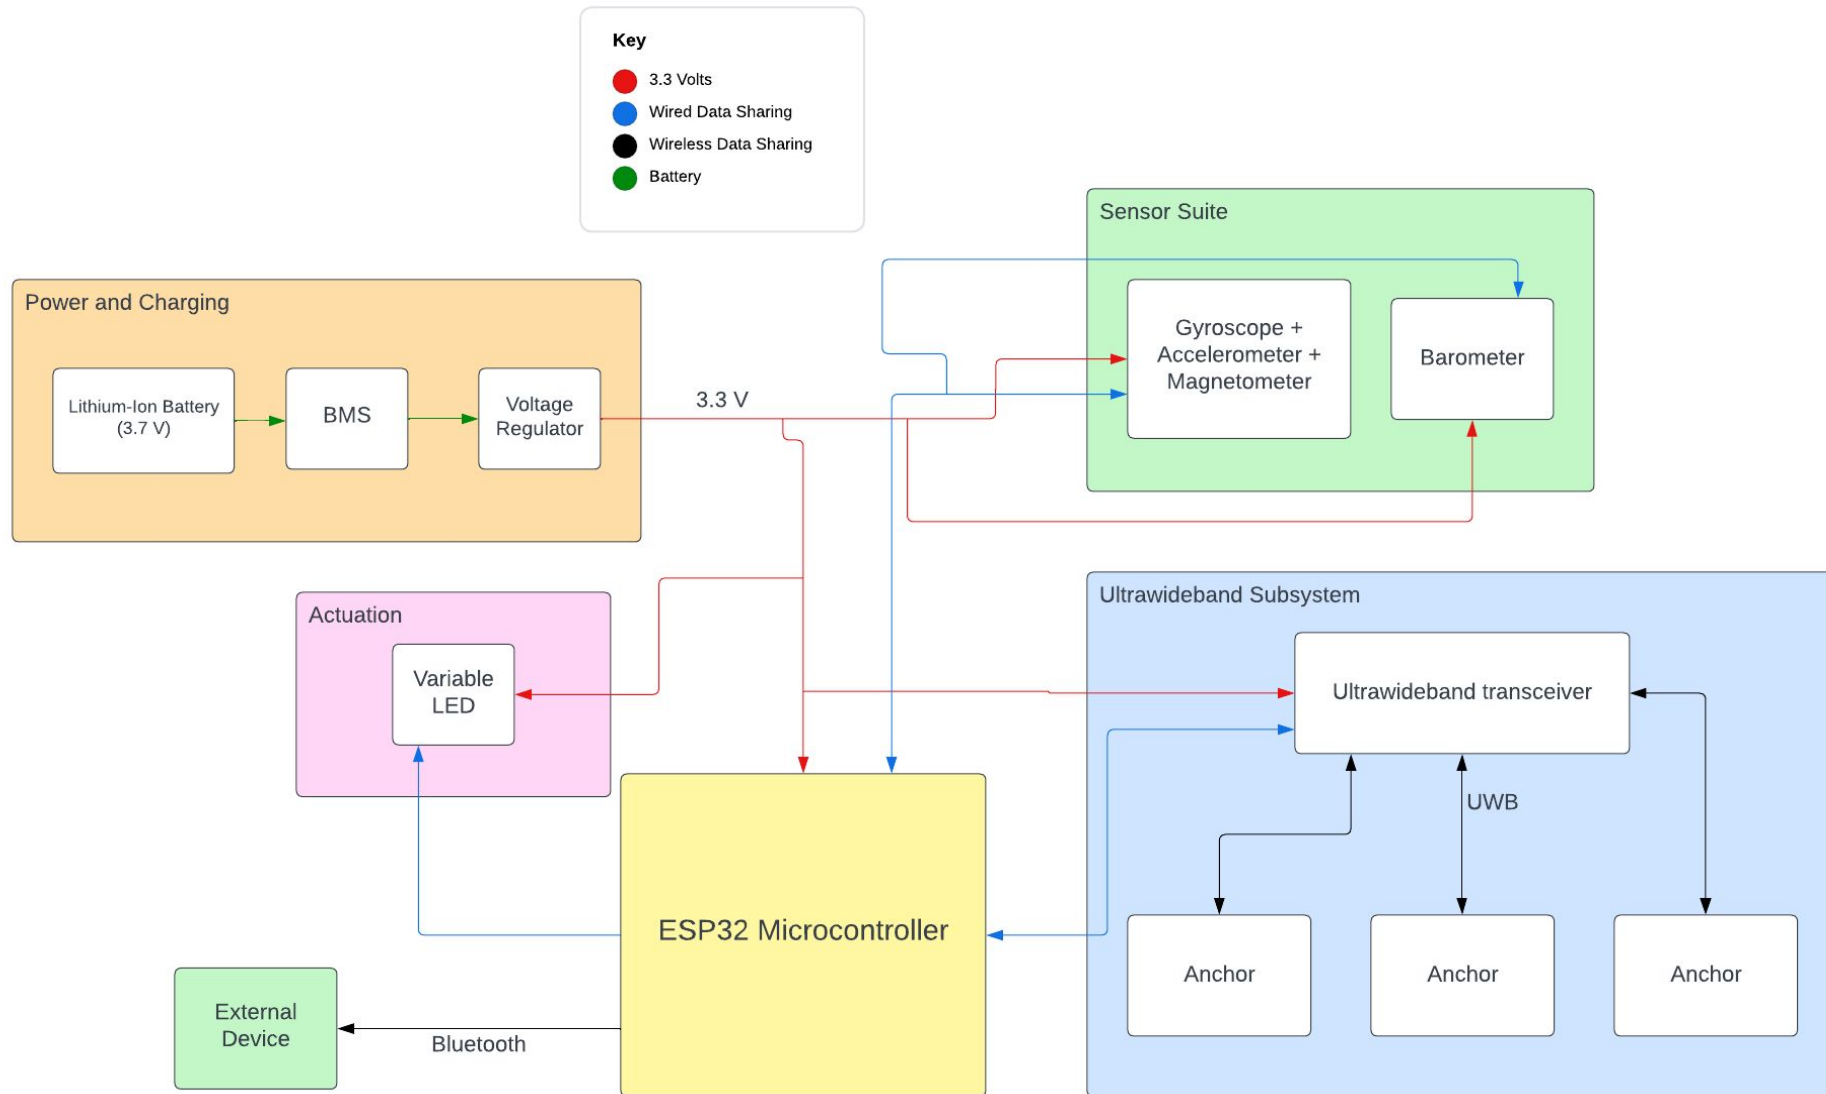 Key
3.3 Volts
Wired Data Sharing
Wireless Data Sharing
Battery
Sensor Suite
Gyroscope +
Accelerometer +
Magnetometer
Barometer
Power and Charging
Lithium-Ion Battery
(3.7 V)
BMS
Voltage
Regulator
3.3 V
Actuation
Variable
LED
Ultrawideband Subsystem
Ultrawideband transceiver
UWB
Anchor
Anchor
Anchor
ESP32 Microcontroller
External
Device
Bluetooth